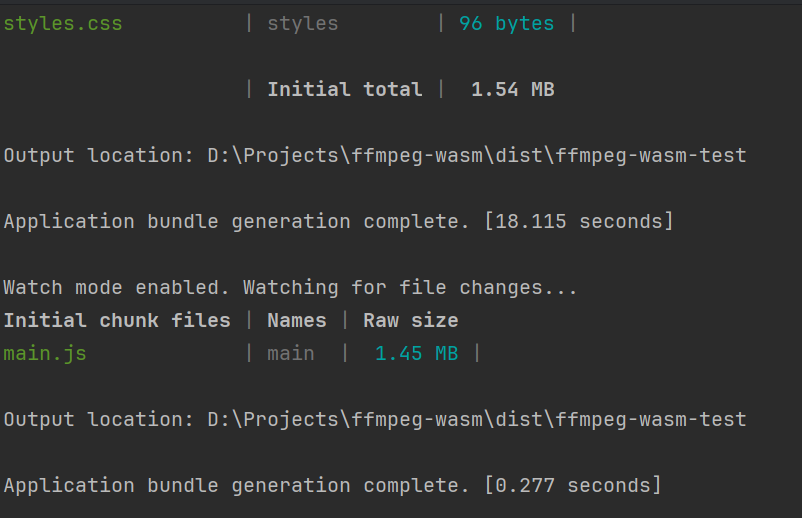 styles.css | styles | 96 bytes |
| Initial total | 1.54 MB
Output location: D:\Projects\ffmpeg-wasm\dist\ffmpeg-wasm-test
Application bundle generation complete. [18.115 seconds]
Watch mode enabled. Watching for file changes...
Initial chunk files | Names | Raw size
main.js | main | 1.45 MB |
Output location: D:\Projects\ffmpeg-wasm\dist\ffmpeg-wasm-test
Application bundle generation complete. [0.277 seconds]